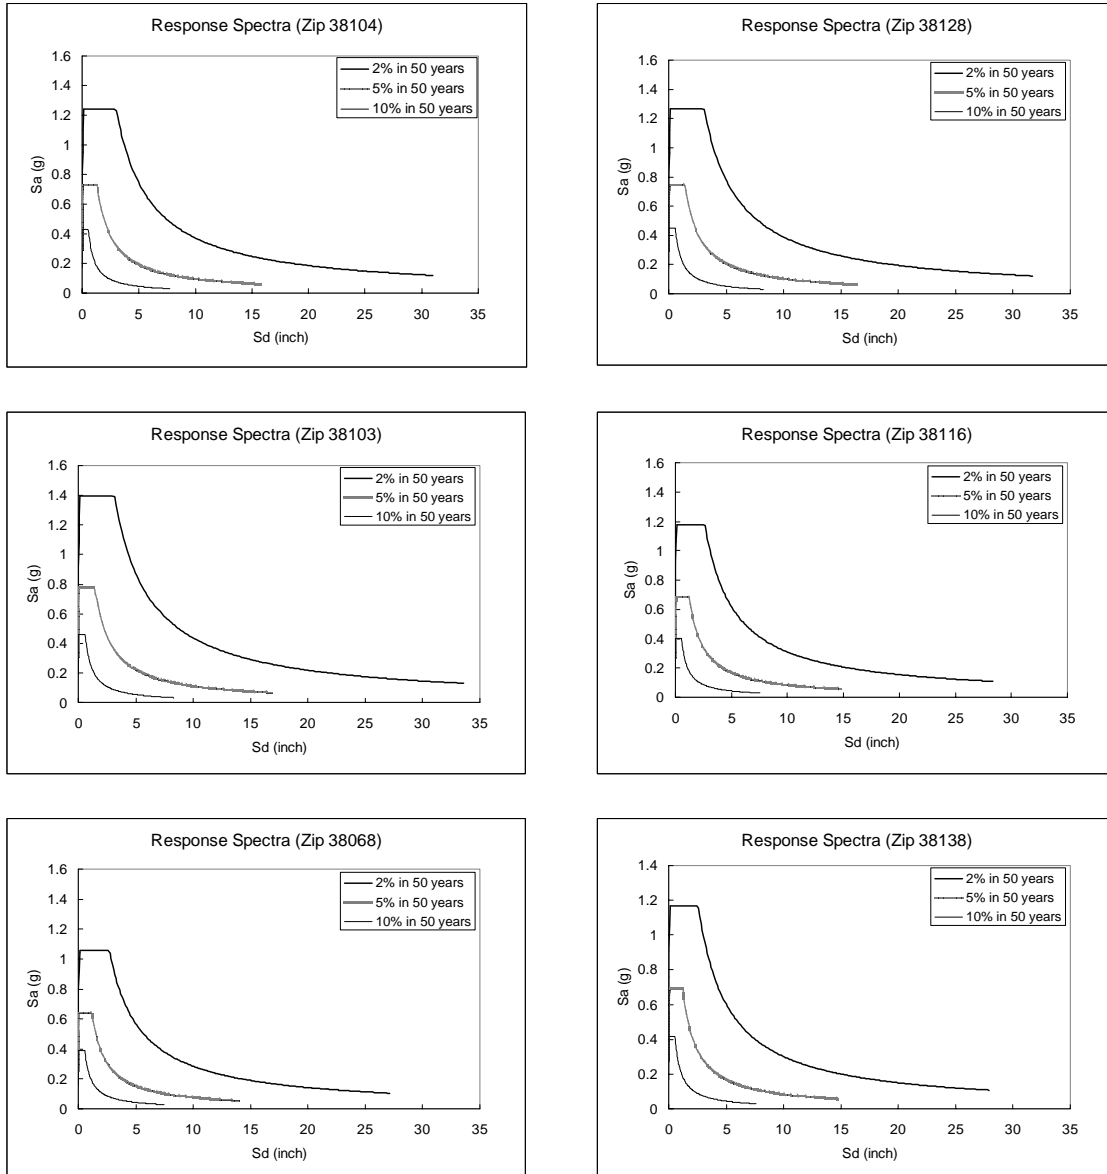 Response Spectra (Zip 38104)
1.6
1.4
1.2
1
0.8
0.6
0.4
0.2
0
Sa (g)
2% in 50 years
5% in 50 years
10% in 50 years
0 5 10 15 20 25 30 35
Sd (inch)
Response Spectra (Zip 38128)
1.6
1.4
1.2
1
0.8
0.6
0.4
0.2
0
Sa (g)
2% in 50 years
5% in 50 years
10% in 50 years
0 5 10 15 20 25 30 35
Sd (inch)
Response Spectra (Zip 38103)
1.6
1.4
1.2
1
0.8
0.6
0.4
0.2
0
Sa (g)
2% in 50 years
5% in 50 years
10% in 50 years
0 5 10 15 20 25 30 35
Sd (inch)
Response Spectra (Zip 38116)
1.6
1.4
1.2
1
0.8
0.6
0.4
0.2
0
Sa (g)
2% in 50 years
5% in 50 years
10% in 50 years
0 5 10 15 20 25 30 35
Sd (inch)
Response Spectra (Zip 38068)
1.6
1.4
1.2
1
0.8
0.6
0.4
0.2
0
Sa (g)
2% in 50 years
5% in 50 years
10% in 50 years
0 5 10 15 20 25 30 35
Sd (inch)
Response Spectra (Zip 38138)
1.4
1.2
1
0.8
0.6
0.4
0.2
0
Sa (g)
2% in 50 years
5% in 50 years
10% in 50 years
0 5 10 15 20 25 30 35
Sd (inch)